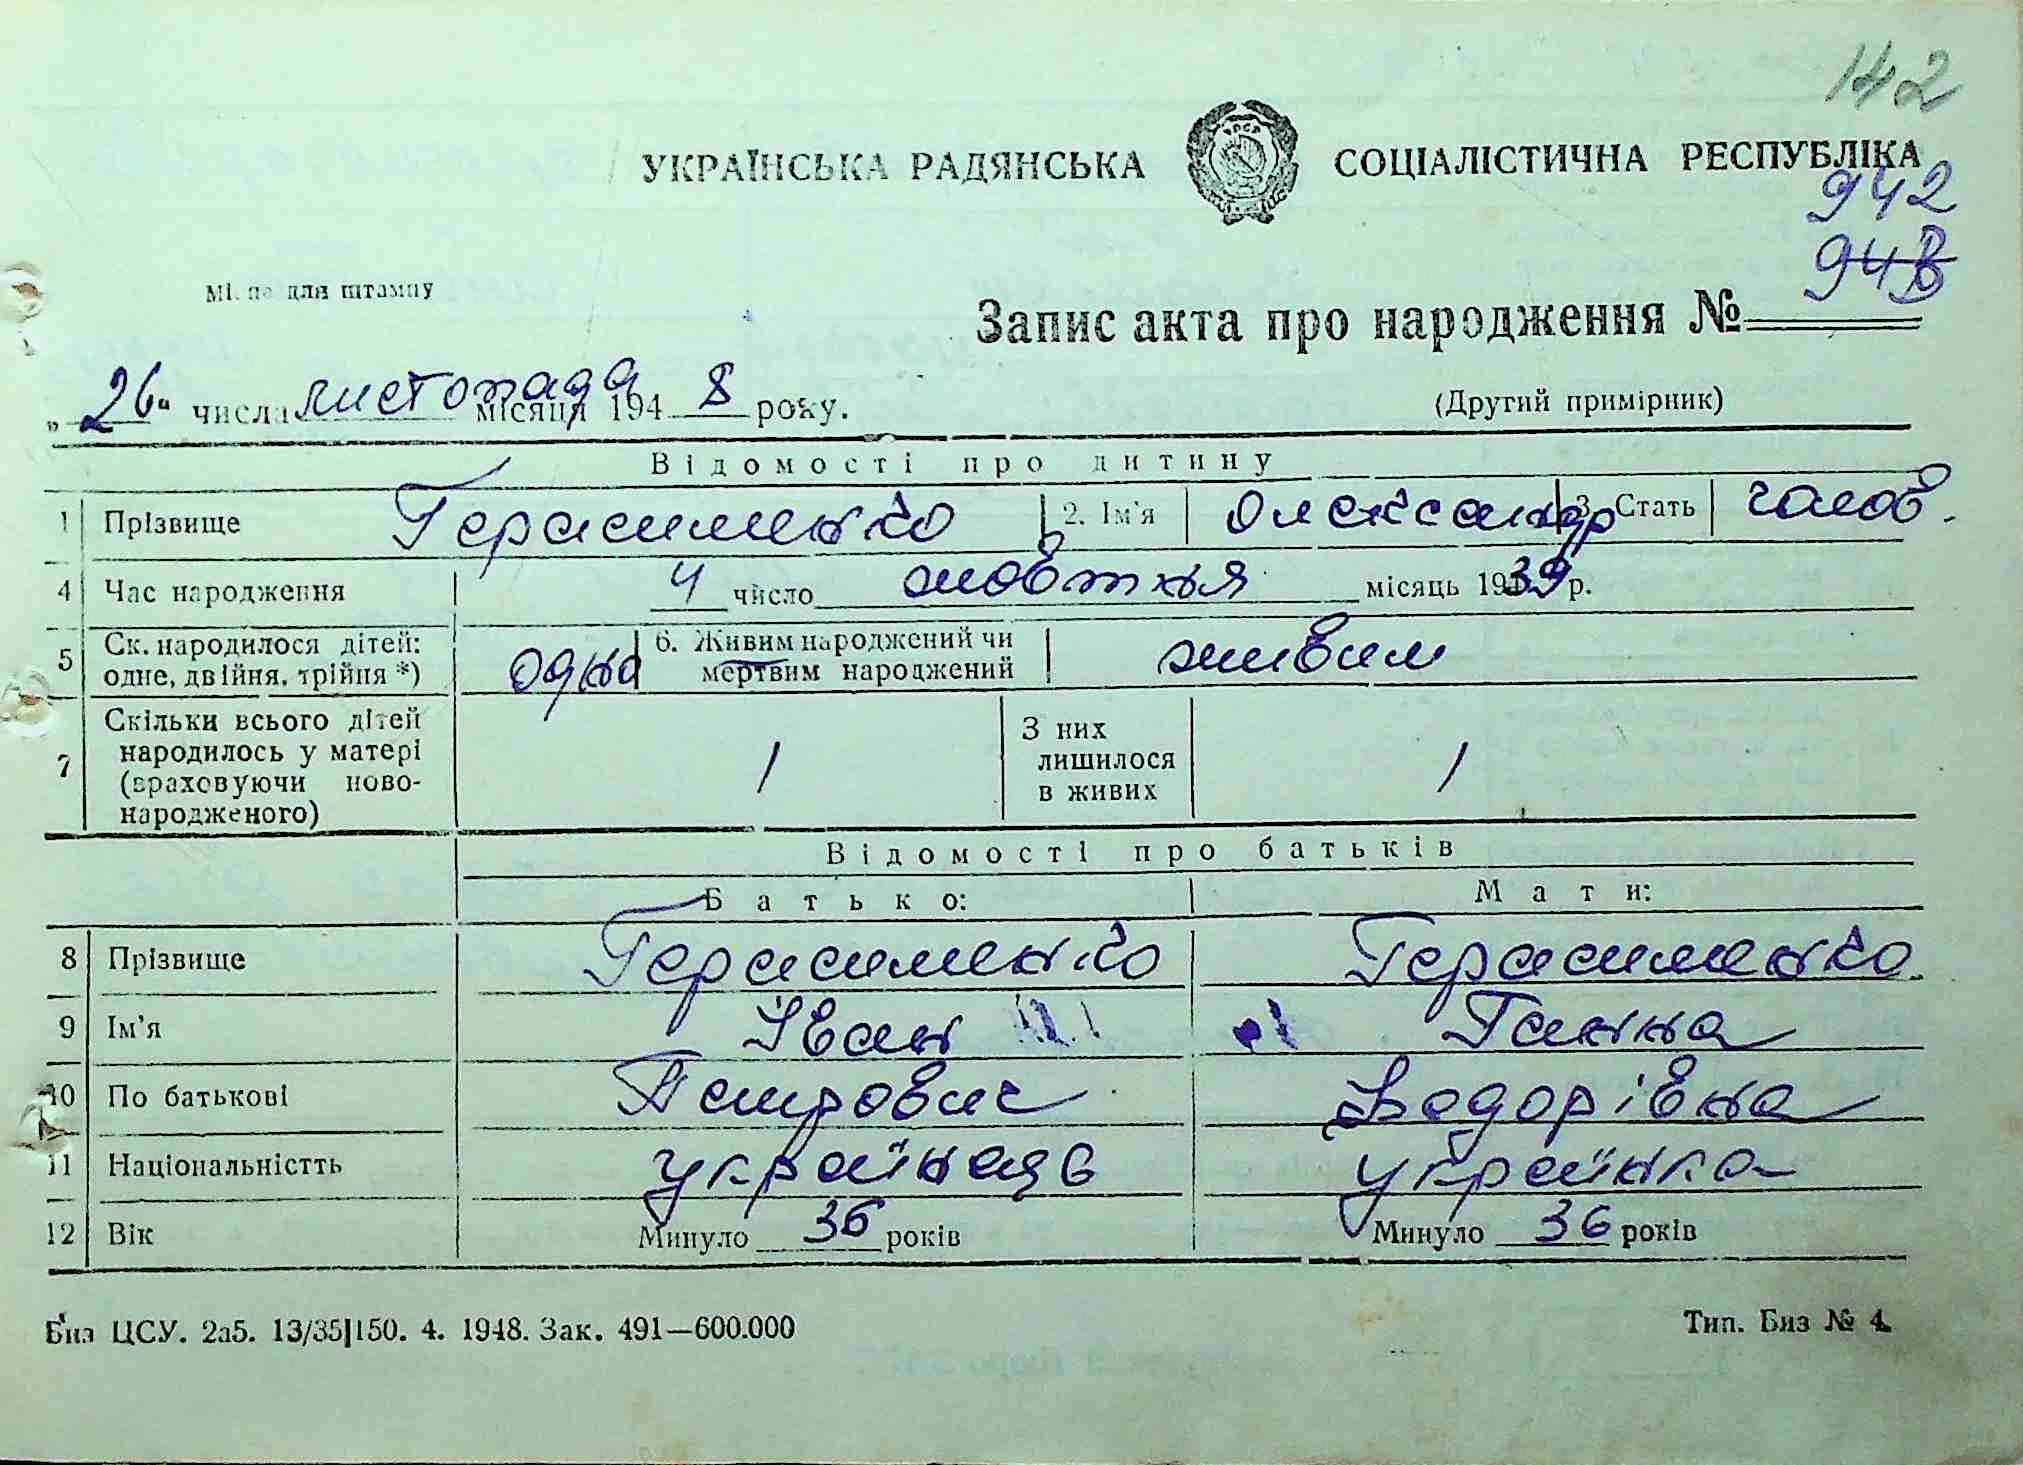 142
УКРАЇНСЬКА РАДЯНСЬКА СОЦІАЛІСТИЧНА РЕСПУБЛІКА
942
Місце для штампу
Запис акта про народження № 943
„26“ числа листопада місяця 1948 року.
(Другий примірник)
Відомості про дитину
1 Прізвище Герасименко 2. Ім'я Олександр 3. Стать чолов.
4 Час народження 4 число жовтня місяць 1939 р.
5 Ск. народилося дітей: одне, двійня, трійня *) одна 6. Живим народжений чи мертвим народжений живим
7 Скільки всього дітей народилось у матері (враховуючи ново-народженого) 1 З них лишилося в живих 1
Відомості про батьків
Батько: Мати:
8 Прізвище Герасименко Герасименко
9 Ім'я Іван Ганна
10 По батькові Петрович Федорівна
11 Національністть українець українка
12 Вік Минуло 36 років Минуло 36 років
Биз ЦСУ. 2а5. 13/35|150. 4. 1948. Зак. 491—600.000 Тип. Биз № 4.